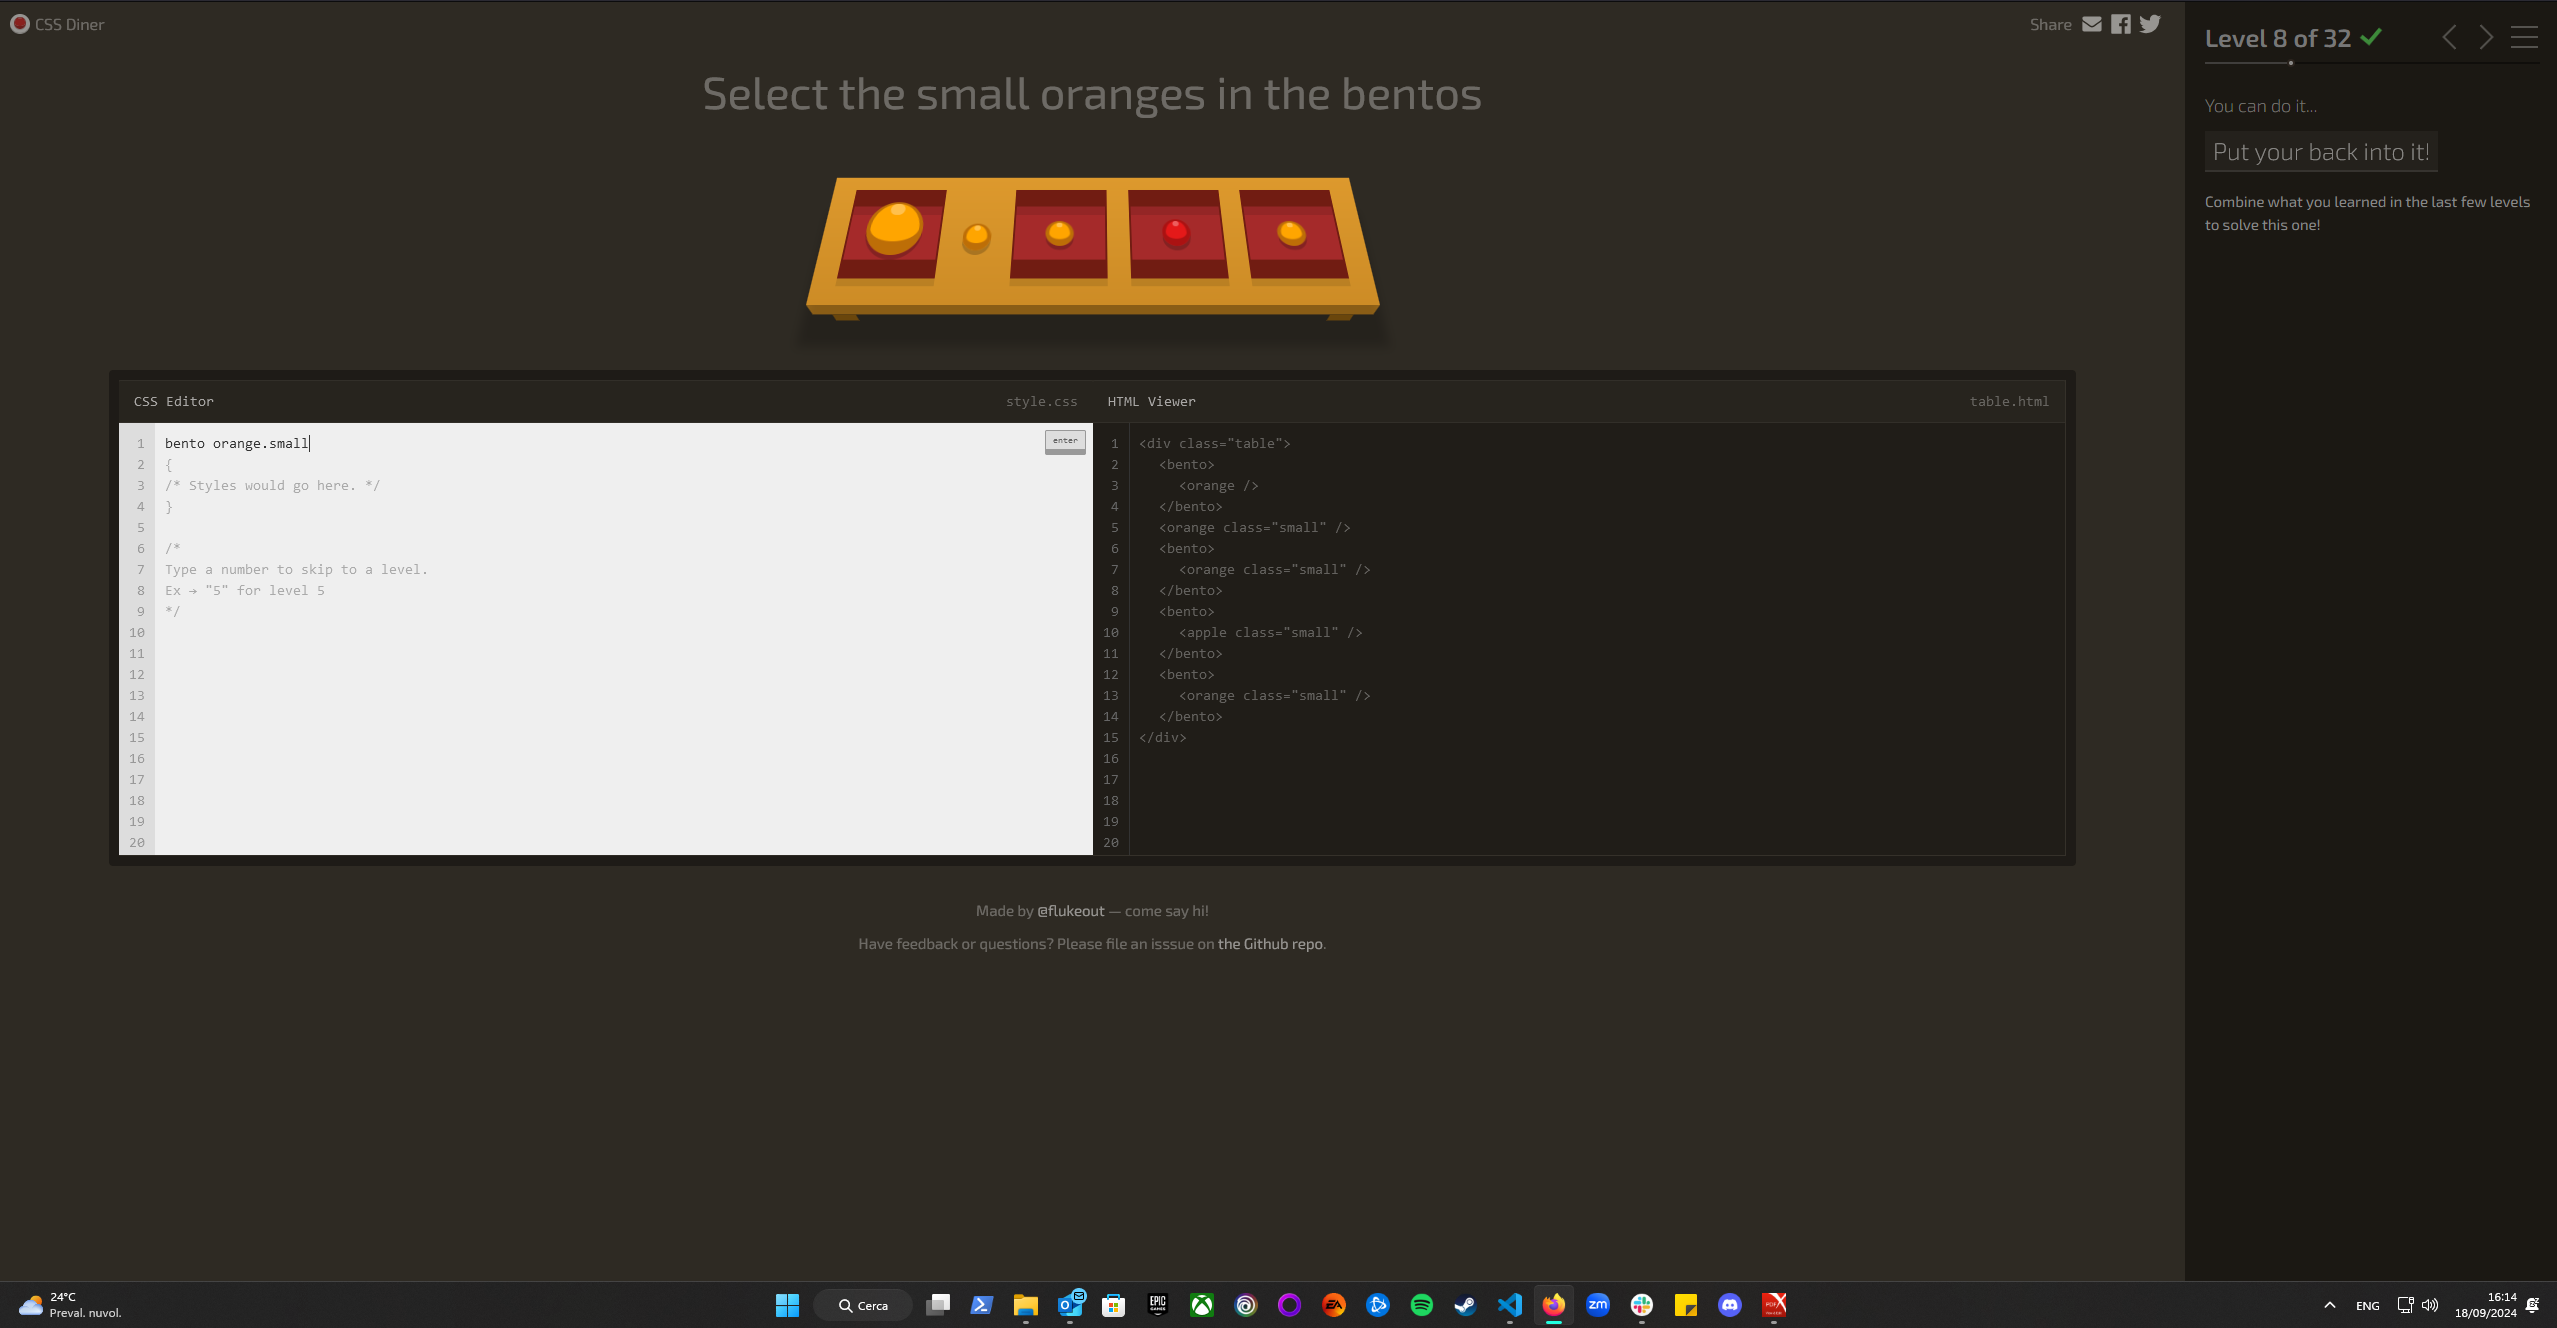 CSS Diner
Share
Level 8 of 32
Select the small oranges in the bentos
You can do it...
Put your back into it!
Combine what you learned in the last few levels
to solve this one!
CSS Editor
style.css
HTML Viewer
table.html
1 bento orange.small
enter
2 {
3 /* Styles would go here. */
4 }
5
6 /*
7 Type a number to skip to a level.
8 Ex → "5" for level 5
9 */
10
11
12
13
14
15
16
17
18
19
20
1 <div class="table">
2 <bento>
3 <orange />
4 </bento>
5 <orange class="small" />
6 <bento>
7 <orange class="small" />
8 </bento>
9 <bento>
10 <apple class="small" />
11 </bento>
12 <bento>
13 <orange class="small" />
14 </bento>
15 </div>
16
17
18
19
20
Made by @flukeout — come say hi!
Have feedback or questions? Please file an isssue on the Github repo.
24°C
Preval. nuvol.
Cerca
EPIC
GAMES
EA
zm
PDF
ENG
16:14
18/09/2024